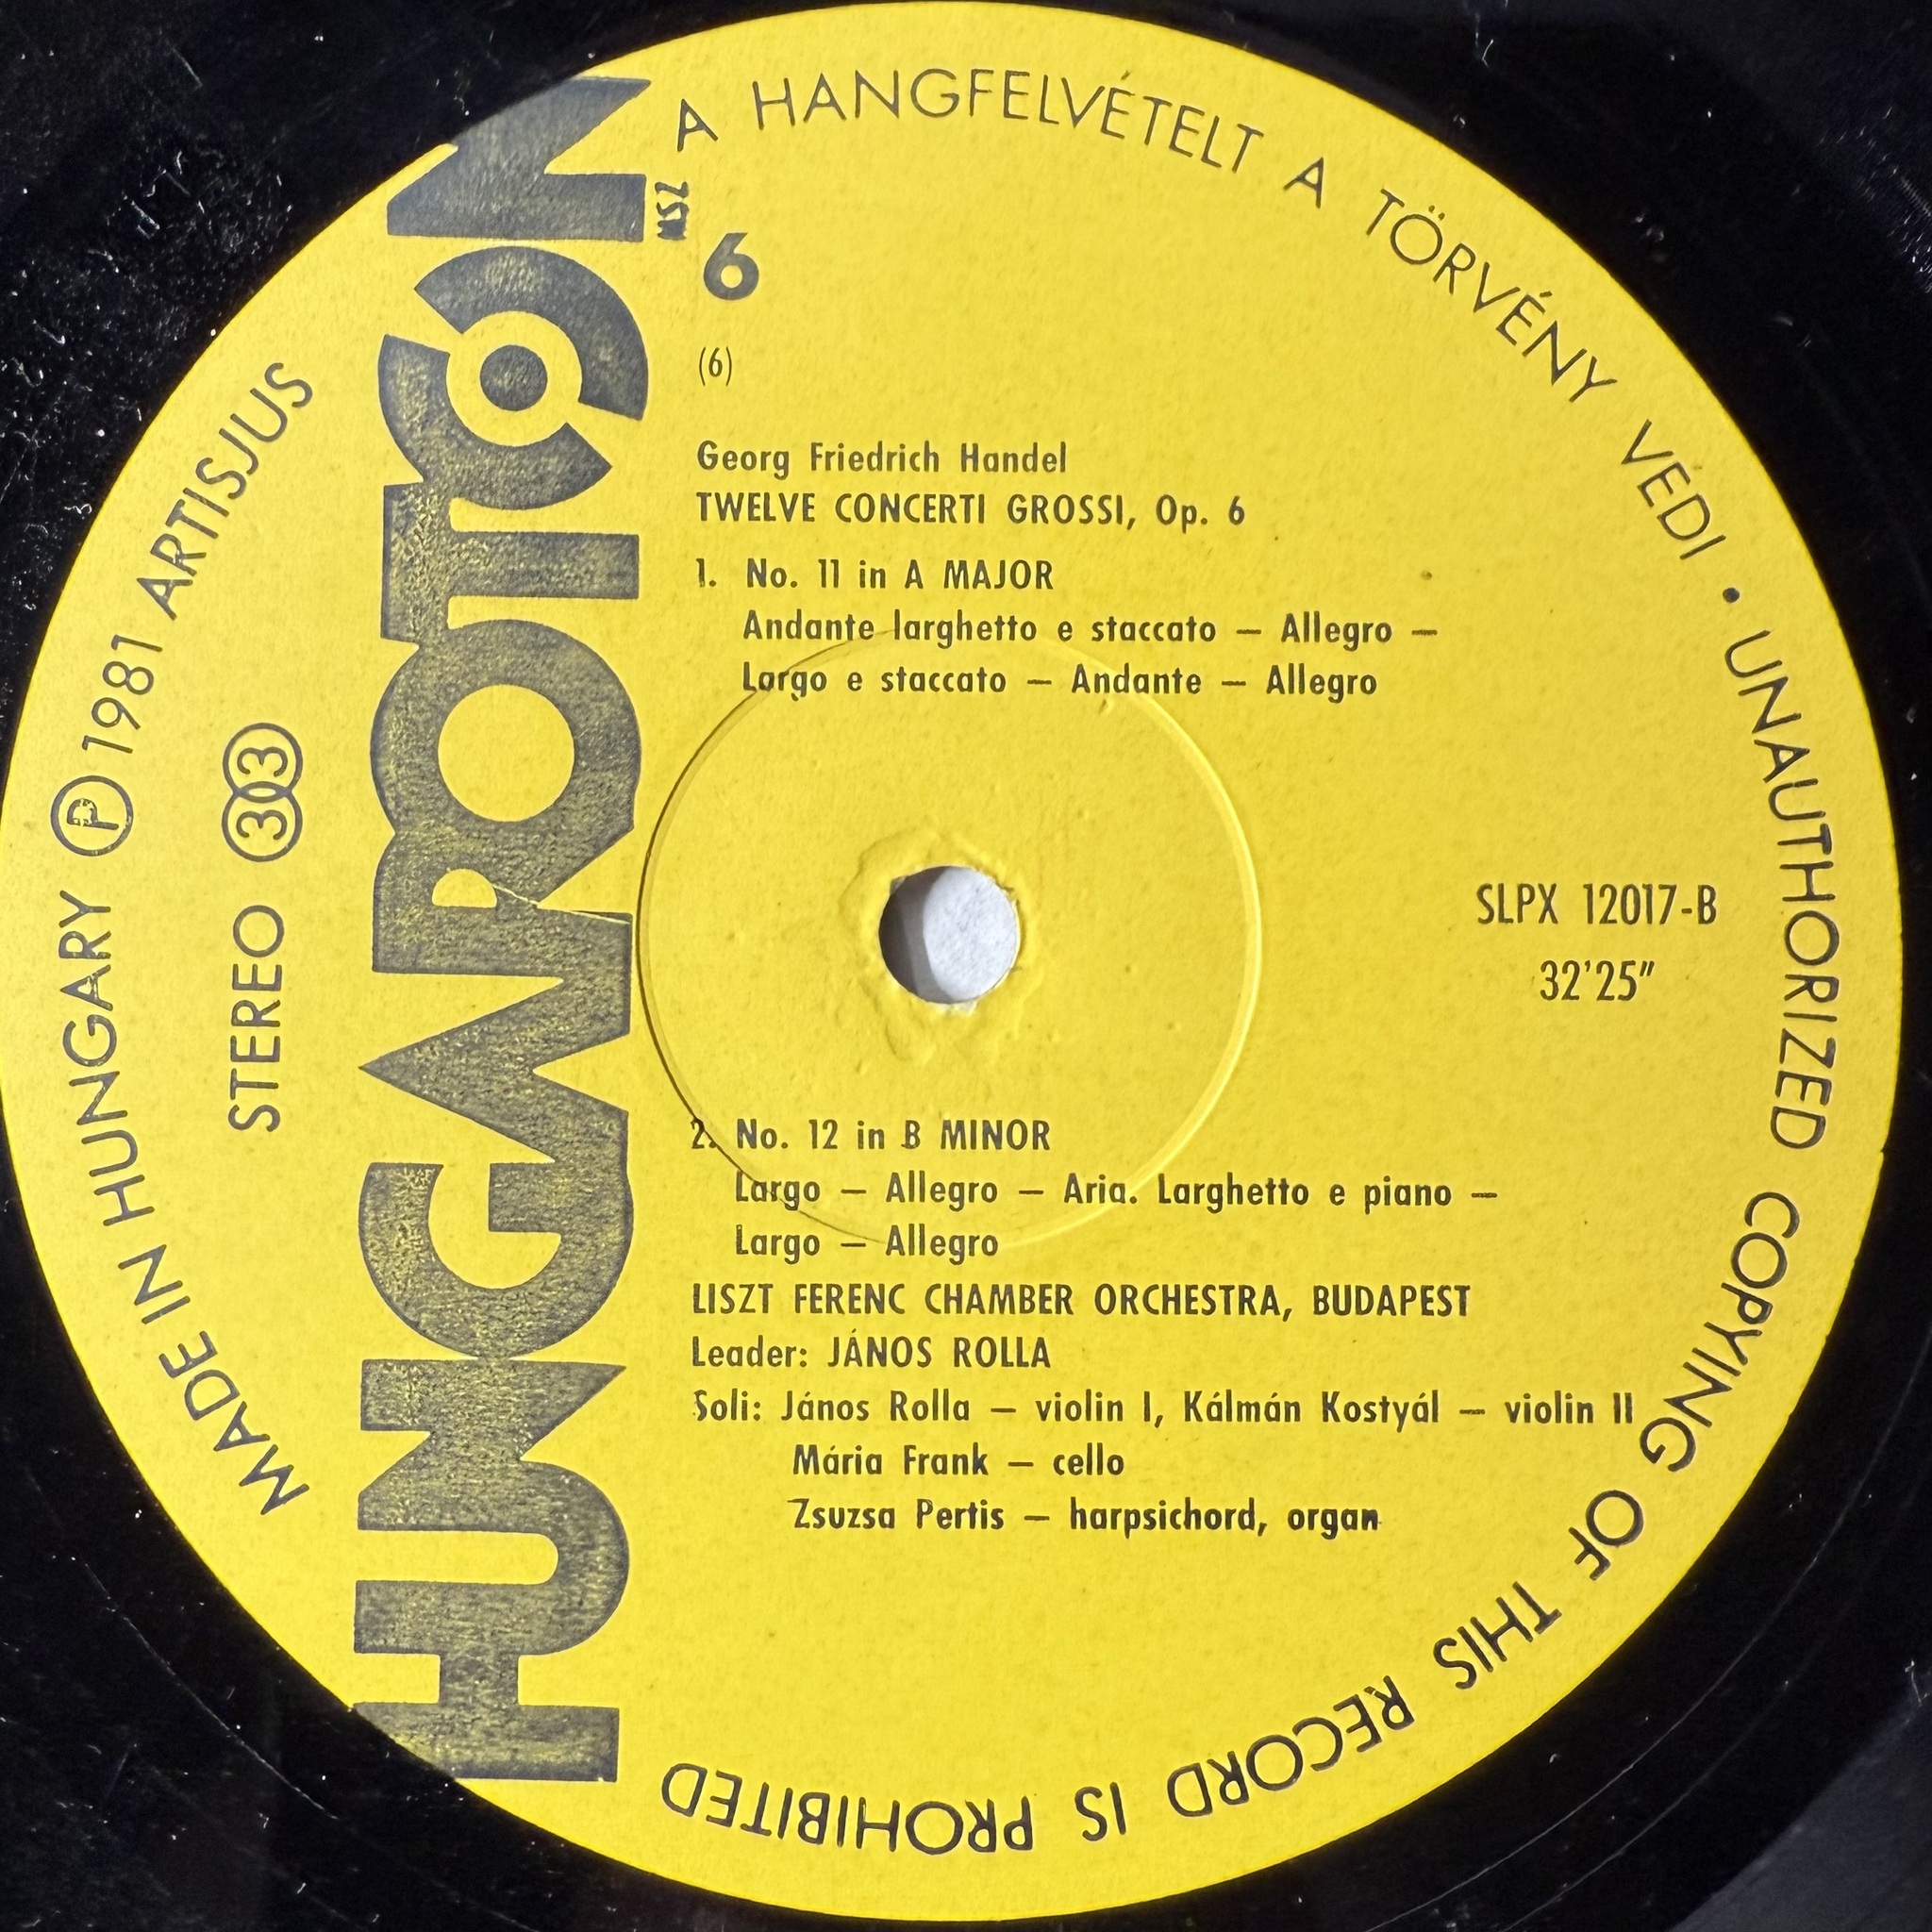 A HANGFELVÉTELT A TÖRVÉNY VÉDI • UNAUTHORIZED COPYING OF THIS RECORD IS PROHIBITED
MADE IN HUNGARY Ⓟ 1981 ARTISJUS
STEREO 33
HUNGAROTON
MSZ
6
(6)
Georg Friedrich Handel
TWELVE CONCERTI GROSSI, Op. 6
1. No. 11 in A MAJOR
Andante larghetto e staccato — Allegro —
Largo e staccato — Andante — Allegro
SLPX 12017-B
32'25"
2. No. 12 in B MINOR
Largo — Allegro — Aria. Larghetto e piano —
Largo — Allegro
LISZT FERENC CHAMBER ORCHESTRA, BUDAPEST
Leader: JÁNOS ROLLA
Soli: János Rolla — violin I, Kálmán Kostyál — violin II
Mária Frank — cello
Zsuzsa Pertis — harpsichord, organ